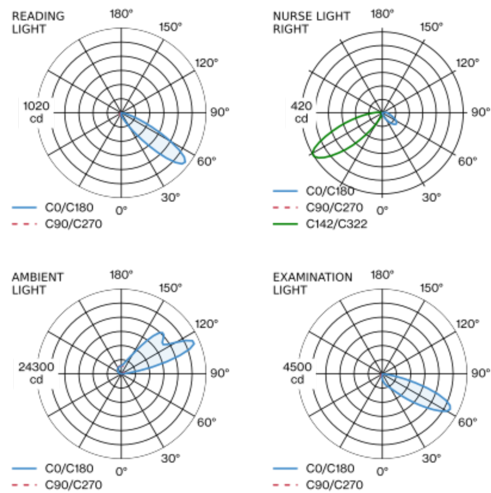 READING
LIGHT
180°
150°
120°
1020
cd
90°
60°
30°
0°
C0/C180
C90/C270
NURSE LIGHT
RIGHT
180°
150°
120°
420
cd
90°
60°
30°
0°
C0/C180
C90/C270
C142/C322
AMBIENT
LIGHT
180°
150°
120°
24300
cd
90°
60°
30°
0°
C0/C180
C90/C270
EXAMINATION
LIGHT
180°
150°
120°
4500
cd
90°
60°
30°
0°
C0/C180
C90/C270